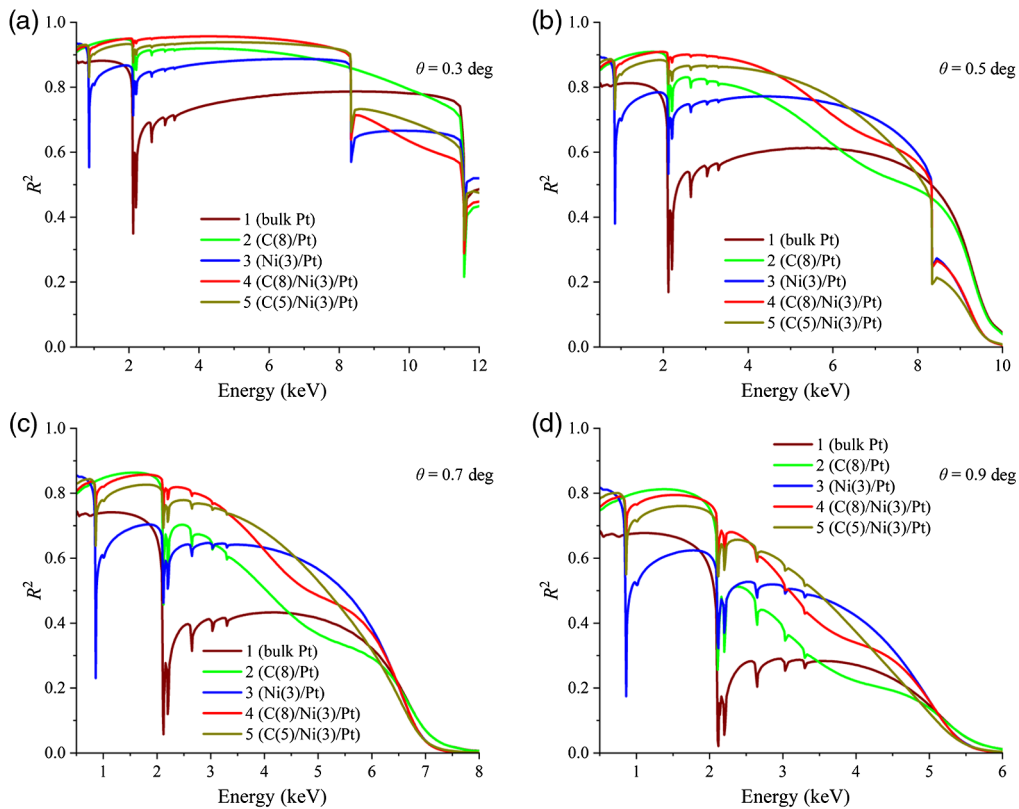 (a)
1.0
0.8
0.6
0.4
0.2
0.0
R²
θ = 0.3 deg
1 (bulk Pt)
2 (C(8)/Pt)
3 (Ni(3)/Pt)
4 (C(8)/Ni(3)/Pt)
5 (C(5)/Ni(3)/Pt)
2 4 6 8 10 12
Energy (keV)
(b)
1.0
0.8
0.6
0.4
0.2
0.0
R²
θ = 0.5 deg
1 (bulk Pt)
2 (C(8)/Pt)
3 (Ni(3)/Pt)
4 (C(8)/Ni(3)/Pt)
5 (C(5)/Ni(3)/Pt)
2 4 6 8 10
Energy (keV)
(c)
1.0
0.8
0.6
0.4
0.2
0.0
R²
θ = 0.7 deg
1 (bulk Pt)
2 (C(8)/Pt)
3 (Ni(3)/Pt)
4 (C(8)/Ni(3)/Pt)
5 (C(5)/Ni(3)/Pt)
1 2 3 4 5 6 7 8
Energy (keV)
(d)
1.0
0.8
0.6
0.4
0.2
0.0
R²
θ = 0.9 deg
1 (bulk Pt)
2 (C(8)/Pt)
3 (Ni(3)/Pt)
4 (C(8)/Ni(3)/Pt)
5 (C(5)/Ni(3)/Pt)
1 2 3 4 5 6
Energy (keV)